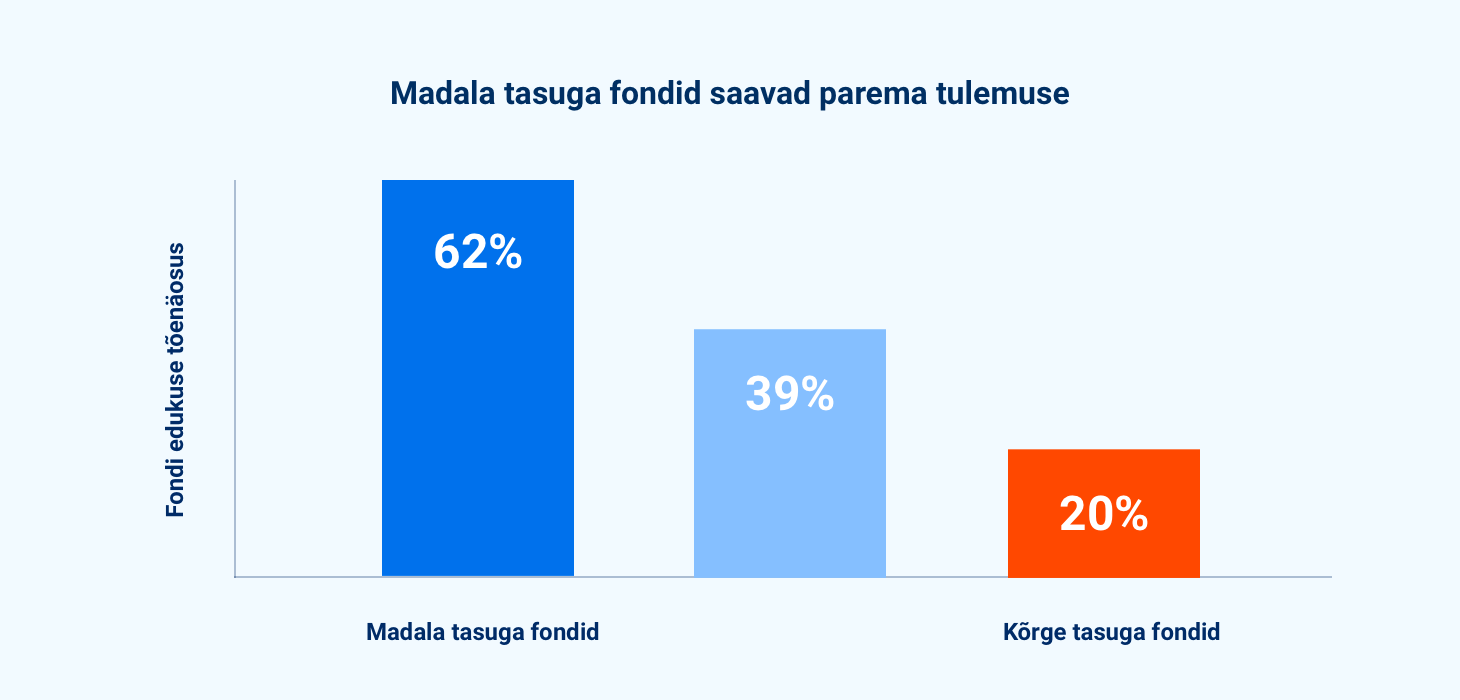 Madala tasuga fondid saavad parema tulemuse
Fondi edukuse tõenäosus
62%
39%
20%
Madala tasuga fondid
Kõrge tasuga fondid